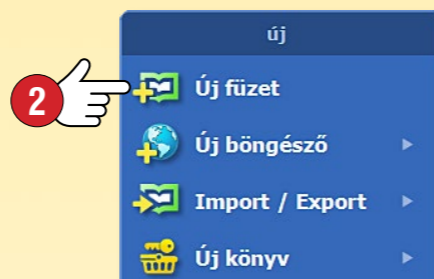 új
2
Új füzet
Új böngésző
Import / Export
Új könyv